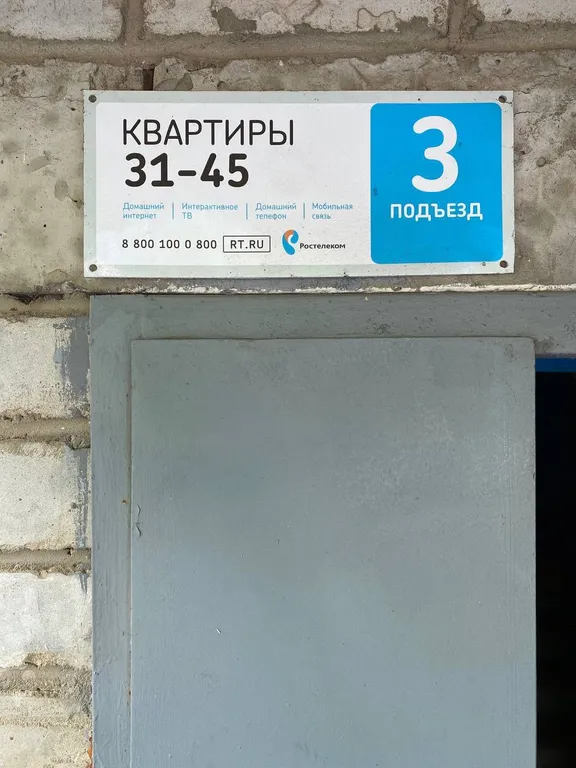 КВАРТИРЫ
31-45
Домашний интернет
Интерактивное ТВ
Домашний телефон
Мобильная связь
8 800 100 0 800 RT.RU Ростелеком
3
ПОДЪЕЗД